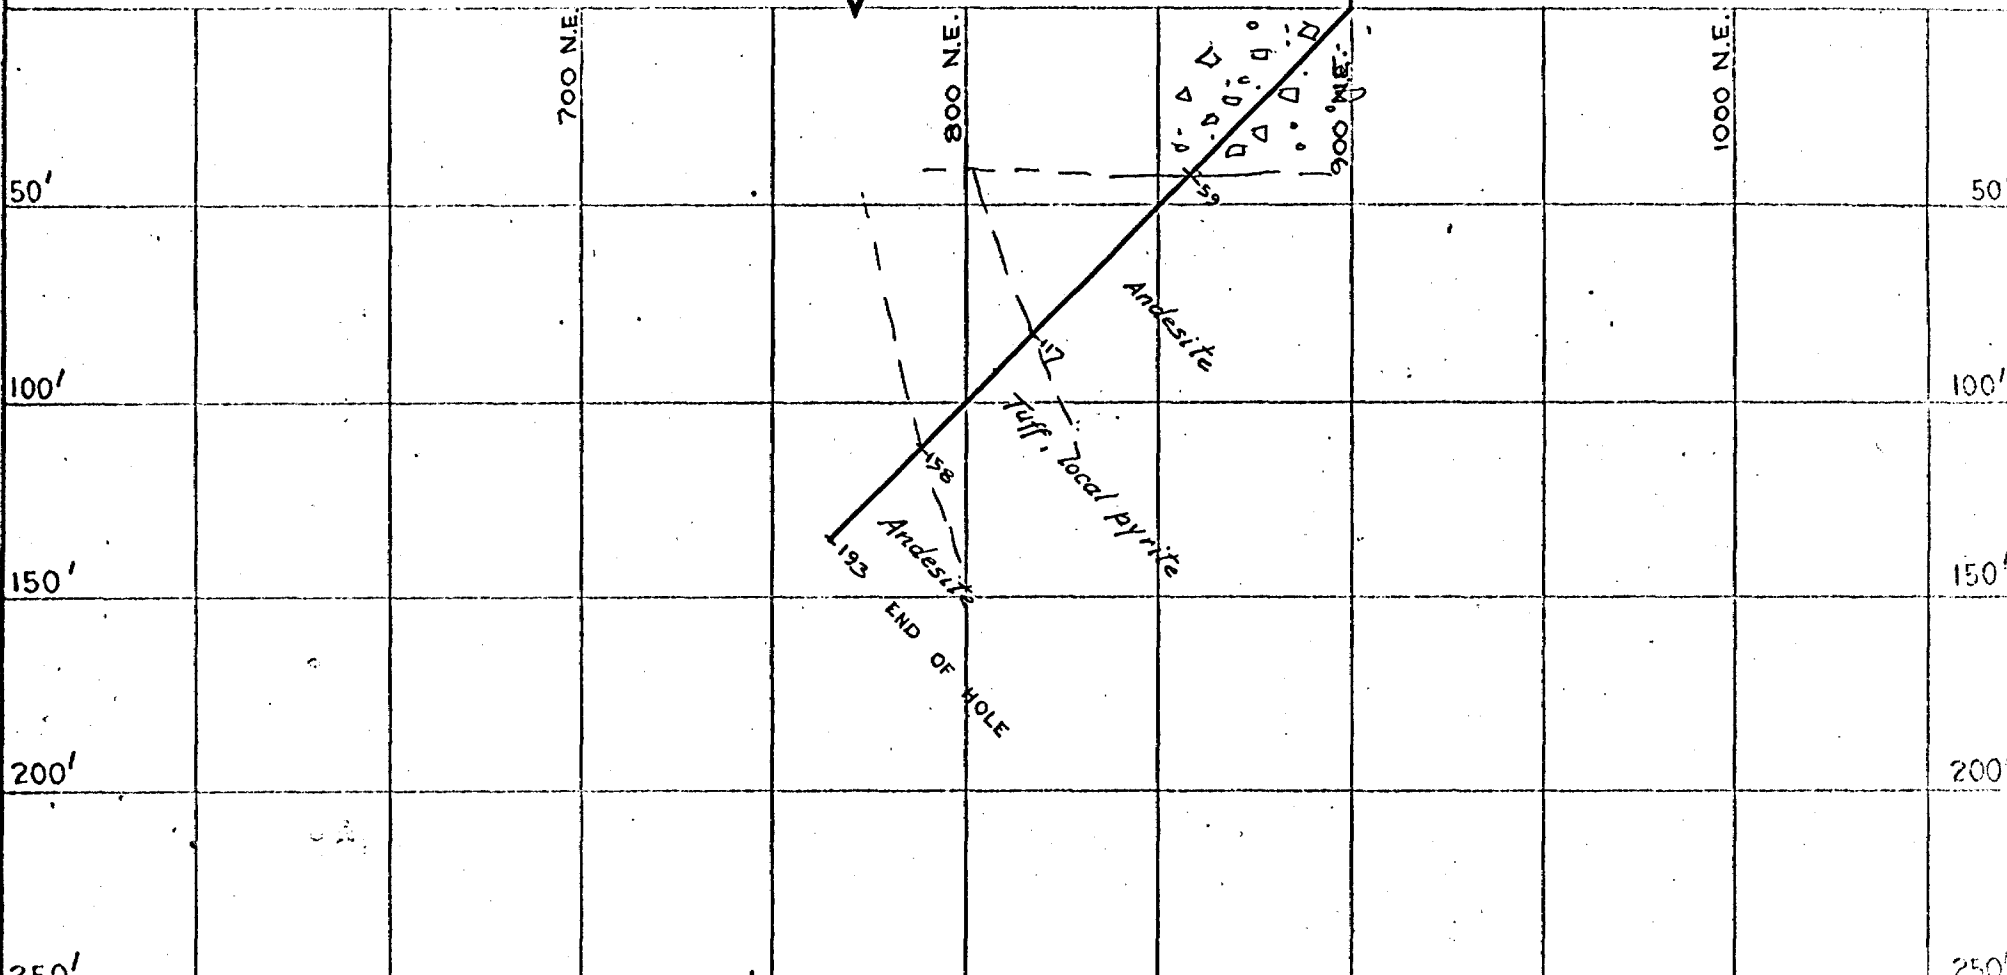 700 N.E.
800 N.E.
900 N.E.
1000 N.E.
50'
50'
59
Andesite
117
100'
100'
Tuff, local pyrite
158
Andesite
193
150'
150'
END OF HOLE
200'
200'
250'
250'